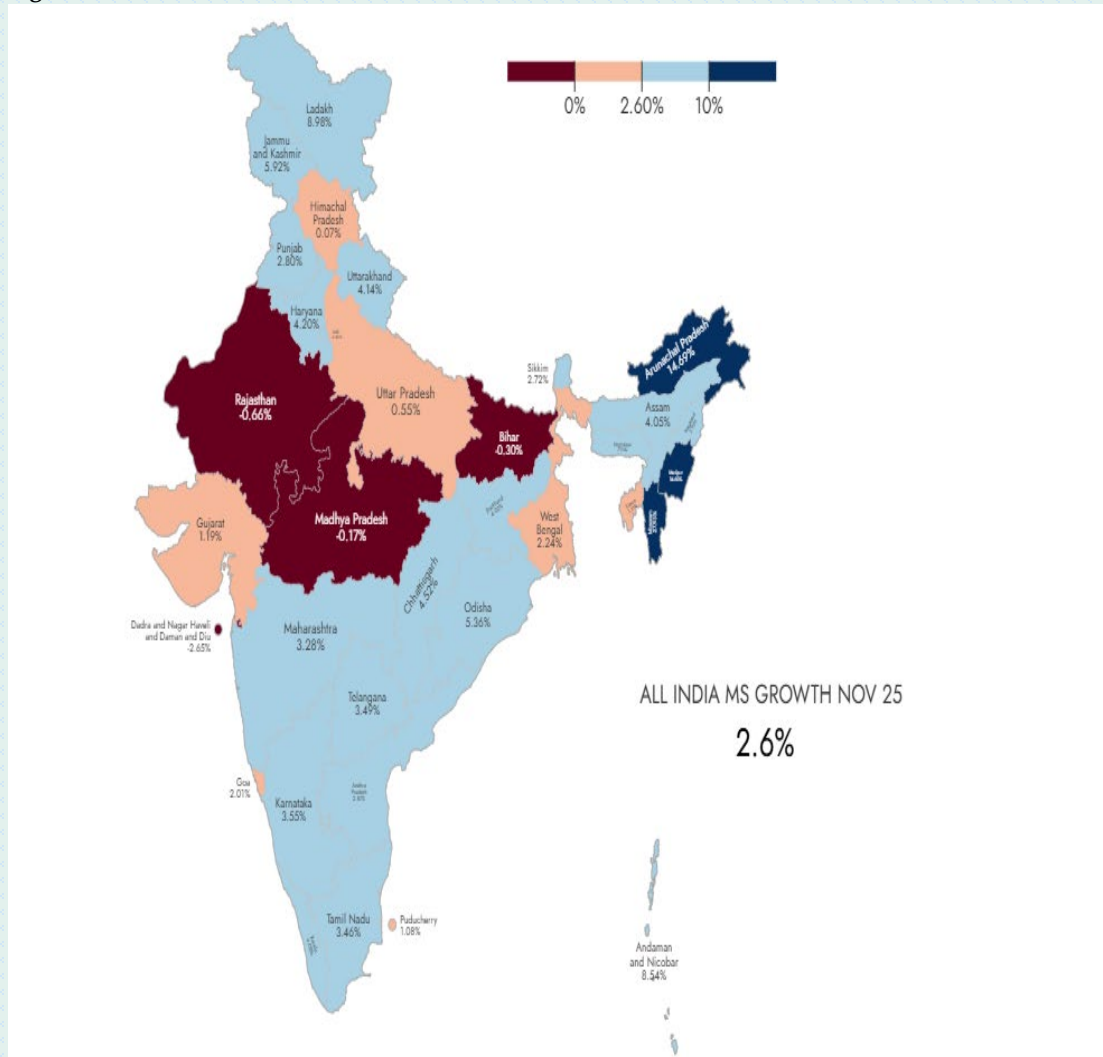 0%
2.60%
10%
Ladakh
8.98%
Jammu
and Kashmir
5.92%
Himachal
Pradesh
0.07%
Punjab
2.80%
Uttarakhand
4.14%
Haryana
4.20%
Rajasthan
-0.66%
Uttar Pradesh
0.55%
Bihar
-0.30%
Sikkim
2.72%
Arunachal Pradesh
14.69%
Assam
4.05%
Manipur
Mizoram
Gujarat
1.19%
Madhya Pradesh
-0.17%
West
Bengal
2.24%
Chhattisgarh
4.52%
Odisha
5.36%
Dadra and Nagar Haveli
and Daman and Diu
-2.65%
Maharashtra
3.28%
Telangana
3.49%
ALL INDIA MS GROWTH NOV 25
2.6%
Goa
2.01%
Karnataka
3.55%
Andhra
Pradesh
Tamil Nadu
3.46%
Puducherry
1.08%
Andaman
and Nicobar
8.54%